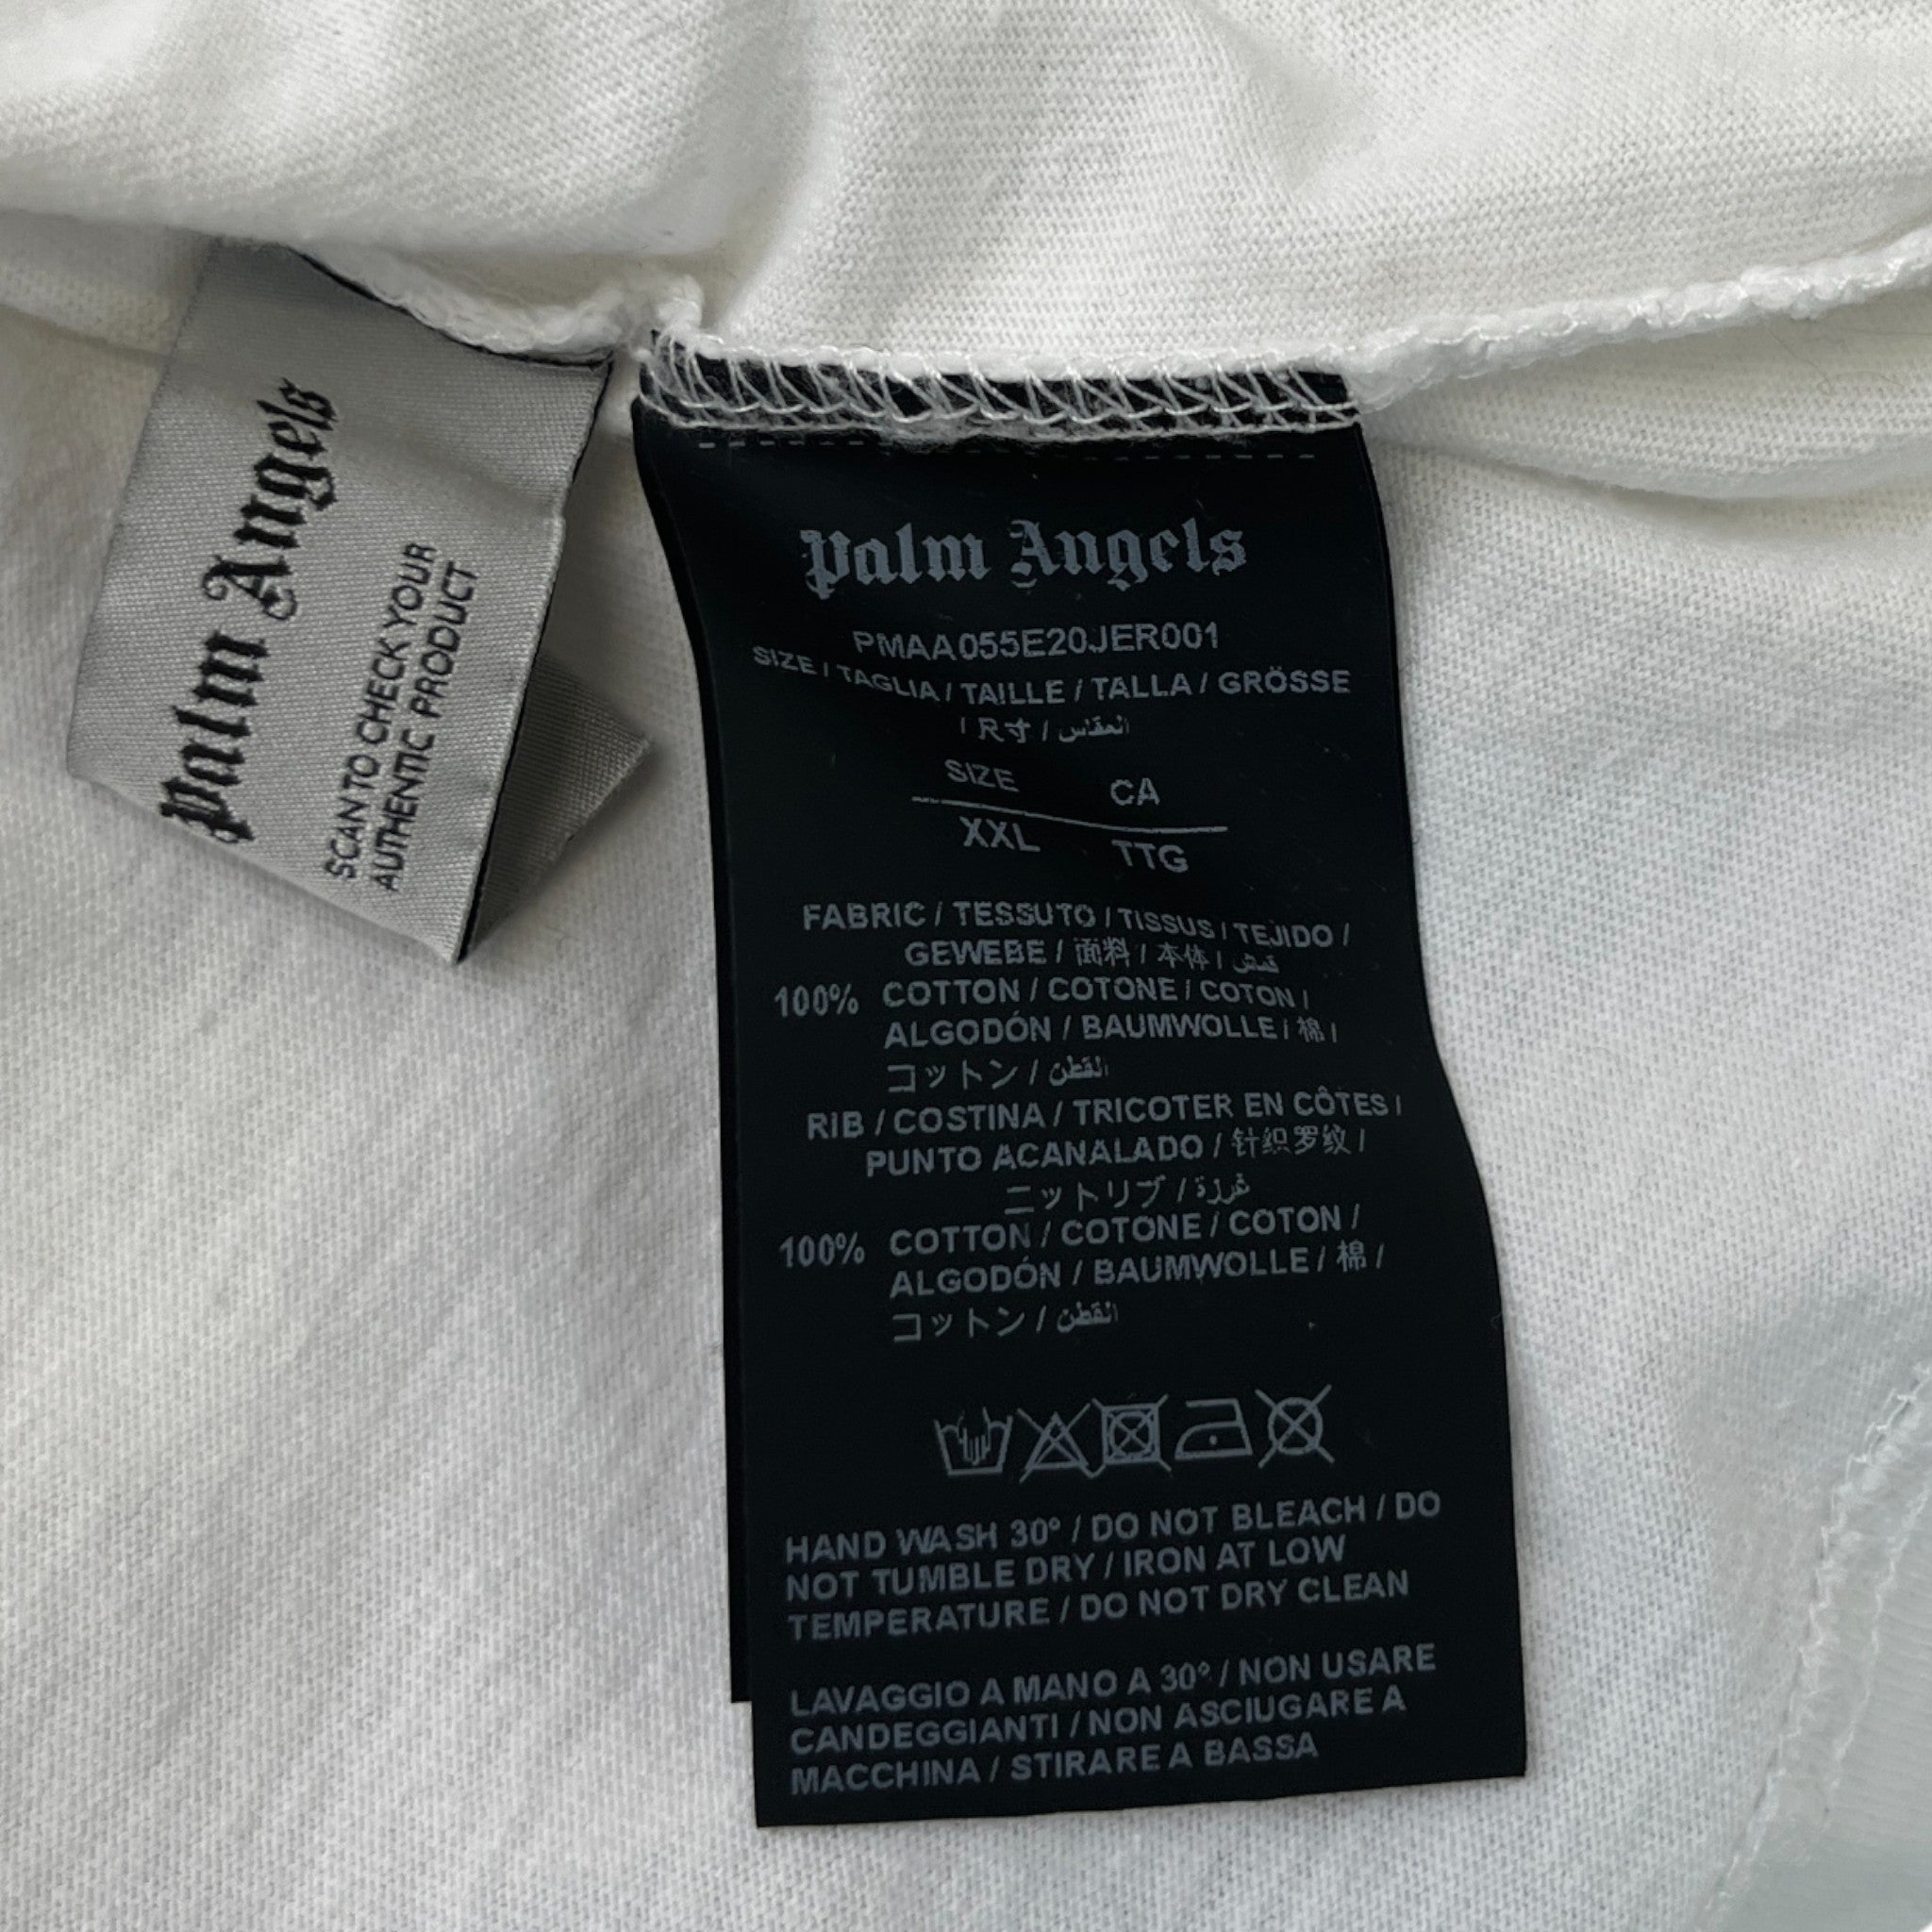 Palm Angels
SCAN TO CHECK YOUR
AUTHENTIC PRODUCT
Palm Angels
PMAA055E20JER001
SIZE / TAGLIA / TAILLE / TALLA / GRÖSSE
/ 尺寸 / المقاس
SIZE CA
XXL TTG
FABRIC / TESSUTO / TISSUS / TEJIDO /
GEWEBE / 面料 / 本体 / قمش
100% COTTON / COTONE / COTON /
ALGODÓN / BAUMWOLLE / 棉 /
コットン / القطن
RIB / COSTINA / TRICOTER EN CÔTES /
PUNTO ACANALADO / 针织罗纹 /
ニットリブ / غرزة
100% COTTON / COTONE / COTON /
ALGODÓN / BAUMWOLLE / 棉 /
コットン / القطن
HAND WASH 30° / DO NOT BLEACH / DO
NOT TUMBLE DRY / IRON AT LOW
TEMPERATURE / DO NOT DRY CLEAN
LAVAGGIO A MANO A 30° / NON USARE
CANDEGGIANTI / NON ASCIUGARE A
MACCHINA / STIRARE A BASSA